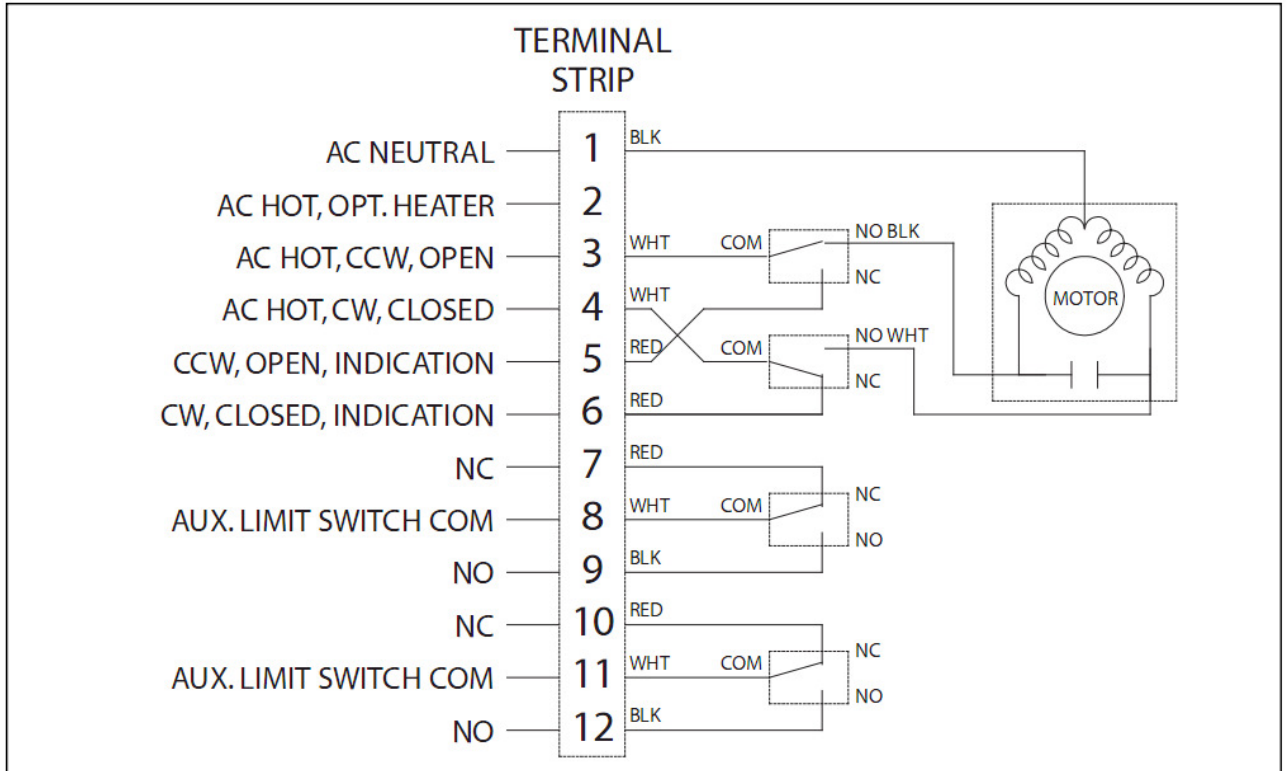 TERMINAL
STRIP
AC NEUTRAL 1 BLK
AC HOT, OPT. HEATER 2
AC HOT, CCW, OPEN 3 WHT COM NO BLK
NC
AC HOT, CW, CLOSED 4 WHT
MOTOR
CCW, OPEN, INDICATION 5 RED COM NO WHT
NC
CW, CLOSED, INDICATION 6 RED
NC 7 RED
NC
AUX. LIMIT SWITCH COM 8 WHT COM
NO
NO 9 BLK
NC 10 RED
NC
AUX. LIMIT SWITCH COM 11 WHT COM
NO
NO 12 BLK